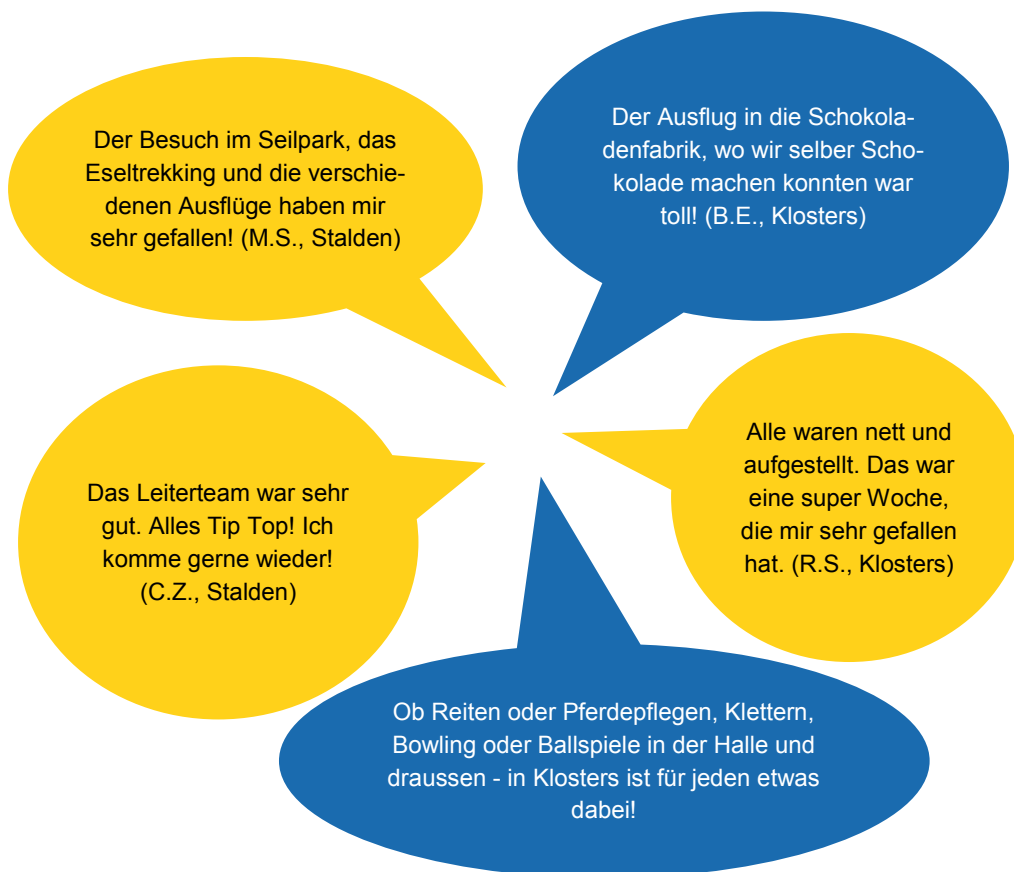 Der Besuch im Seilpark, das
Eseltrekking und die verschie-
denen Ausflüge haben mir
sehr gefallen! (M.S., Stalden)
Der Ausflug in die Schokola-
denfabrik, wo wir selber Scho-
kolade machen konnten war
toll! (B.E., Klosters)
Das Leiterteam war sehr
gut. Alles Tip Top! Ich
komme gerne wieder!
(C.Z., Stalden)
Alle waren nett und
aufgestellt. Das war
eine super Woche,
die mir sehr gefallen
hat. (R.S., Klosters)
Ob Reiten oder Pferdepflegen, Klettern,
Bowling oder Ballspiele in der Halle und
draussen - in Klosters ist für jeden etwas
dabei!